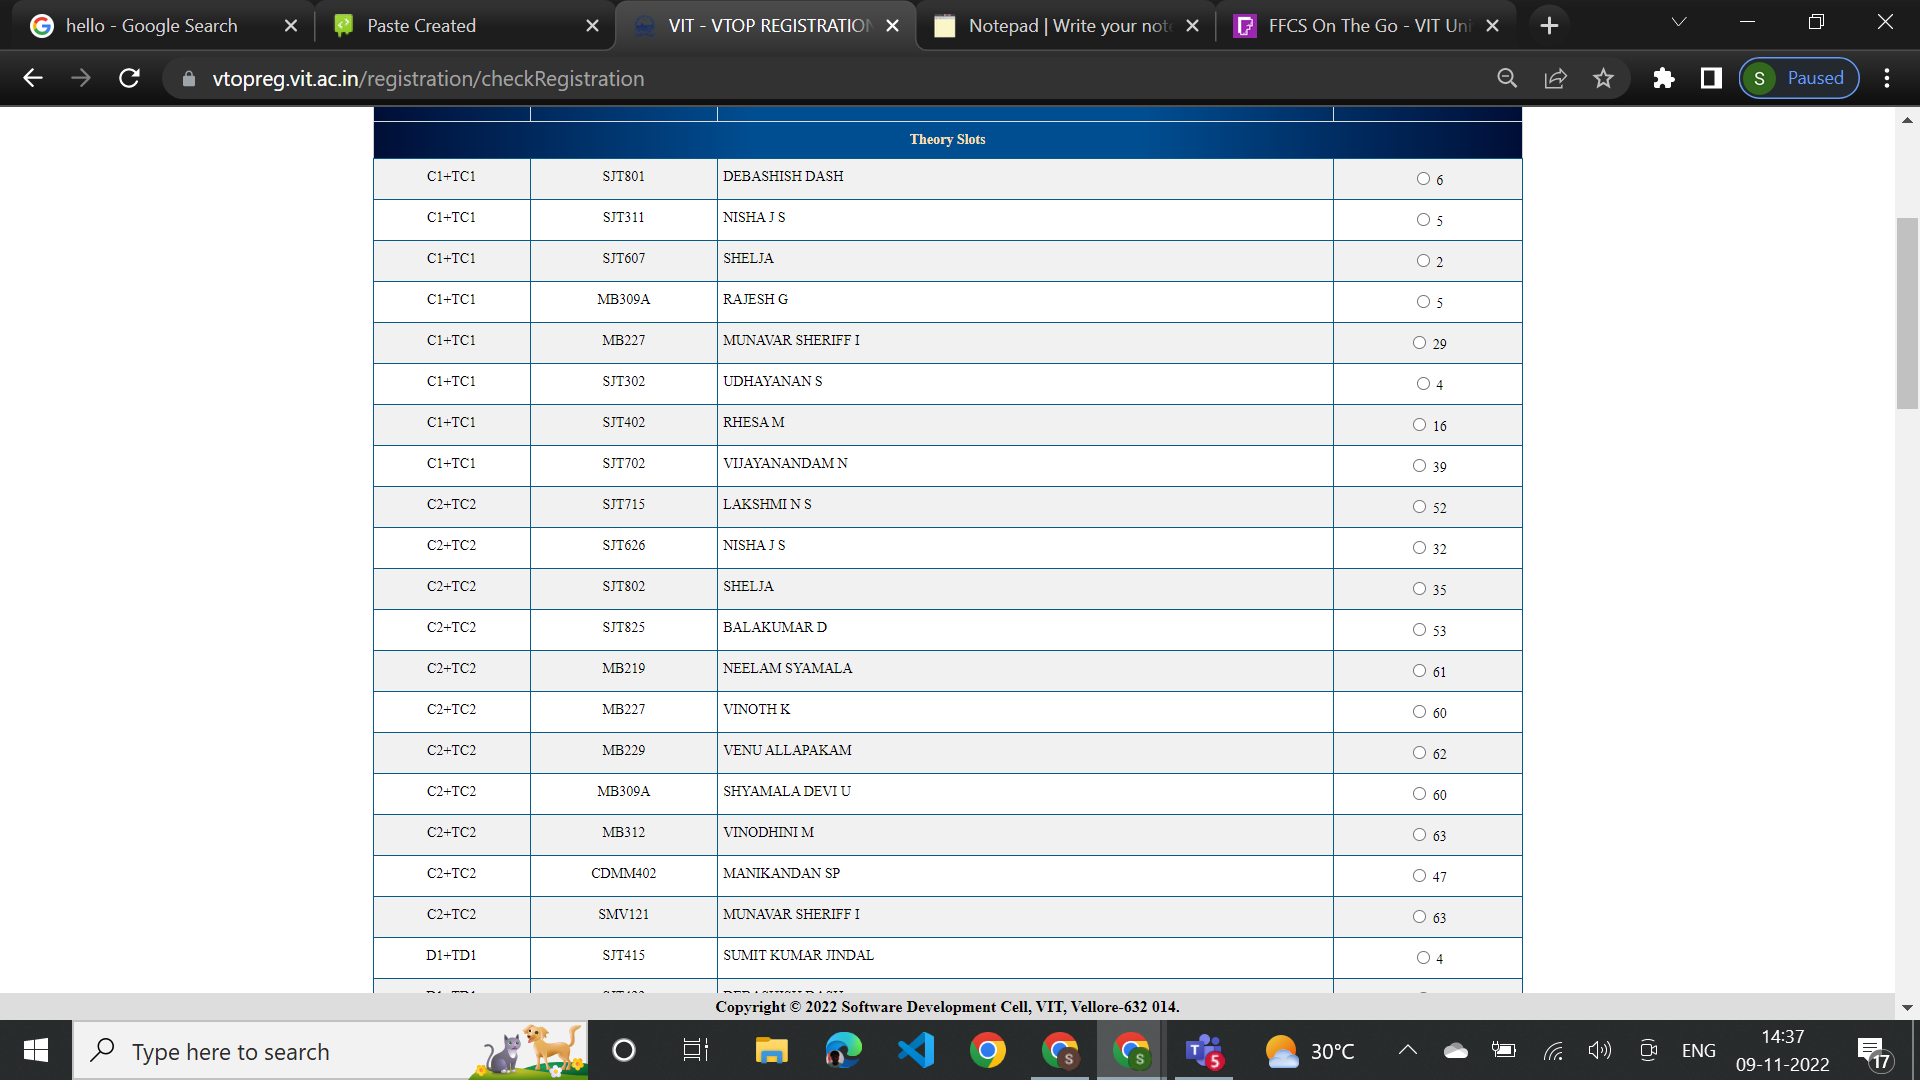 hello - Google Search
Paste Created
VIT - VTOP REGISTRATION
Notepad | Write your note
FFCS On The Go - VIT Uni
vtopreg.vit.ac.in/registration/checkRegistration
S Paused
Theory Slots
C1+TC1 SJT801 DEBASHISH DASH 6
C1+TC1 SJT311 NISHA J S 5
C1+TC1 SJT607 SHELJA 2
C1+TC1 MB309A RAJESH G 5
C1+TC1 MB227 MUNAVAR SHERIFF I 29
C1+TC1 SJT302 UDHAYANAN S 4
C1+TC1 SJT402 RHESA M 16
C1+TC1 SJT702 VIJAYANANDAM N 39
C2+TC2 SJT715 LAKSHMI N S 52
C2+TC2 SJT626 NISHA J S 32
C2+TC2 SJT802 SHELJA 35
C2+TC2 SJT825 BALAKUMAR D 53
C2+TC2 MB219 NEELAM SYAMALA 61
C2+TC2 MB227 VINOTH K 60
C2+TC2 MB229 VENU ALLAPAKAM 62
C2+TC2 MB309A SHYAMALA DEVI U 60
C2+TC2 MB312 VINODHINI M 63
C2+TC2 CDMM402 MANIKANDAN SP 47
C2+TC2 SMV121 MUNAVAR SHERIFF I 63
D1+TD1 SJT415 SUMIT KUMAR JINDAL 4
Copyright © 2022 Software Development Cell, VIT, Vellore-632 014.
Type here to search
S
S
T 5
30°C
ENG
14:37
09-11-2022
17